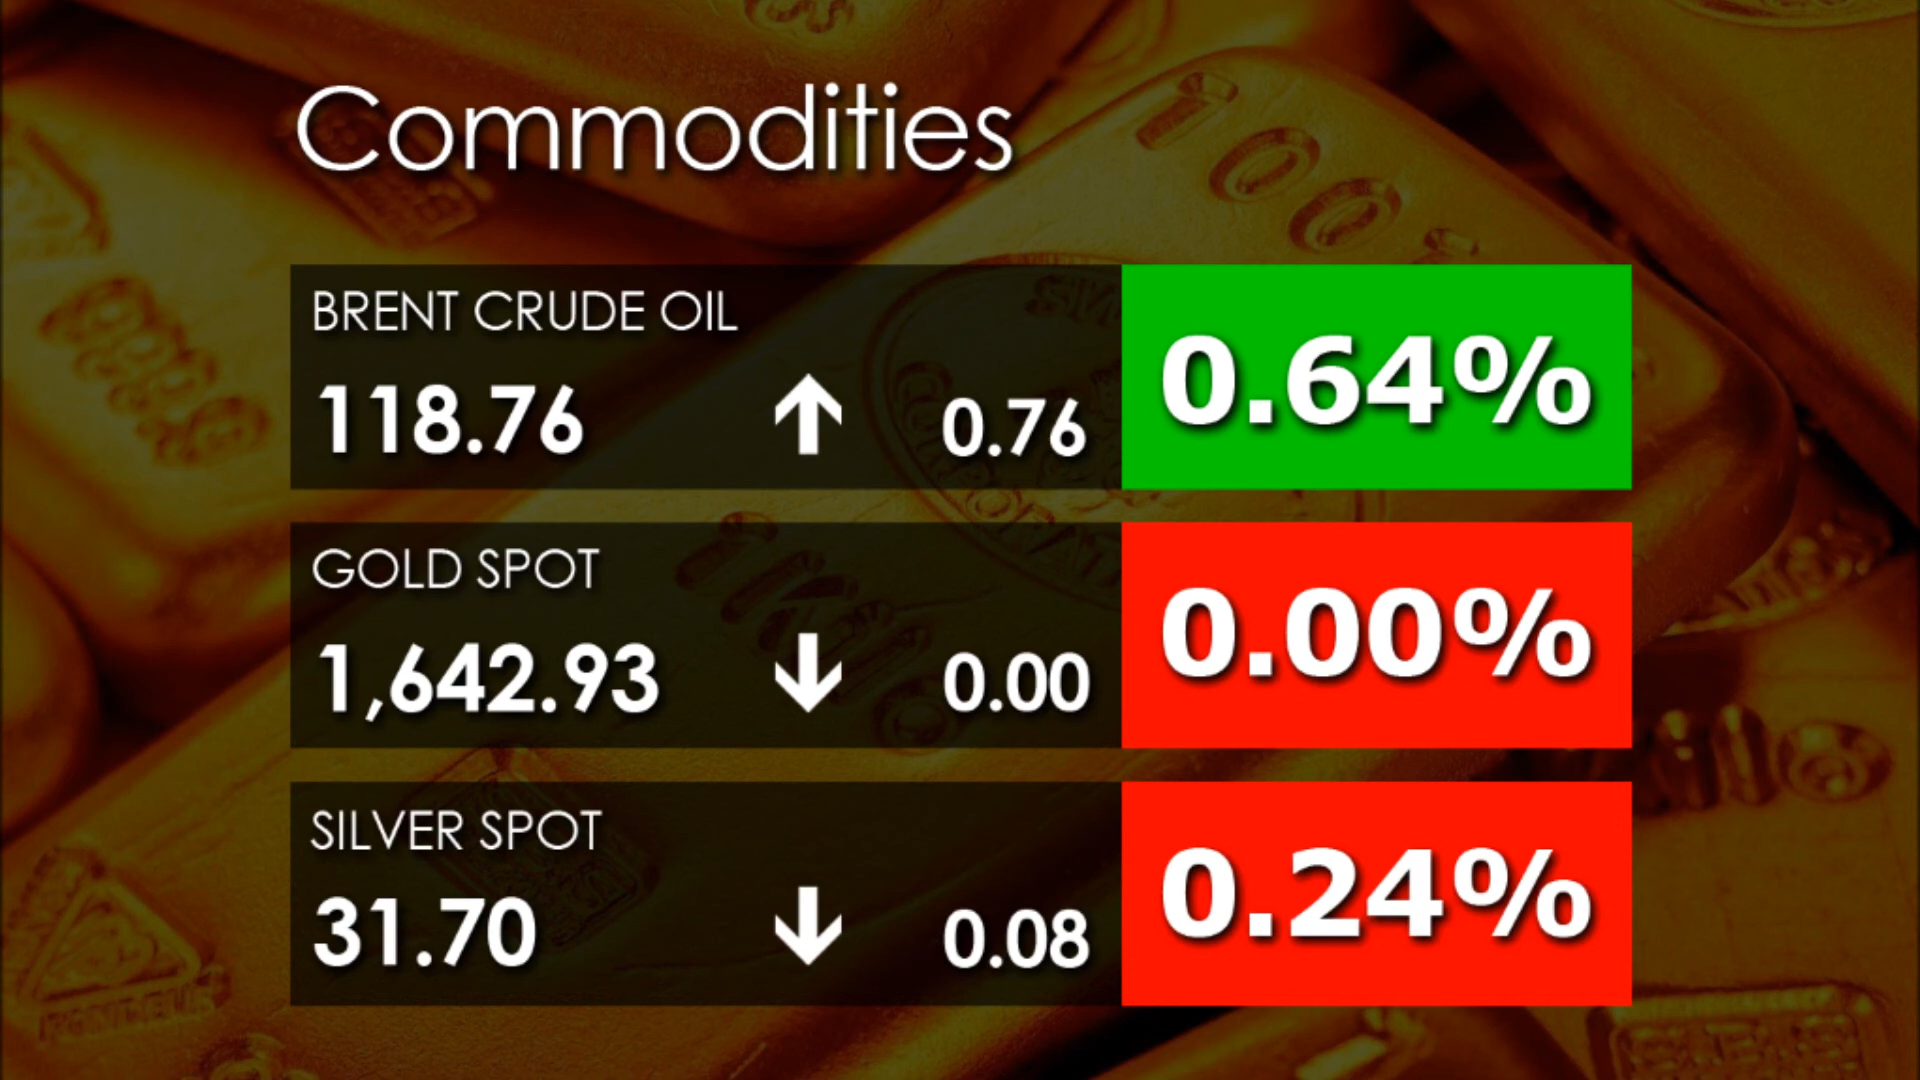 Commodities
BRENT CRUDE OIL
118.76 ↑ 0.76 0.64%
GOLD SPOT
1,642.93 ↓ 0.00 0.00%
SILVER SPOT
31.70 ↓ 0.08 0.24%
100